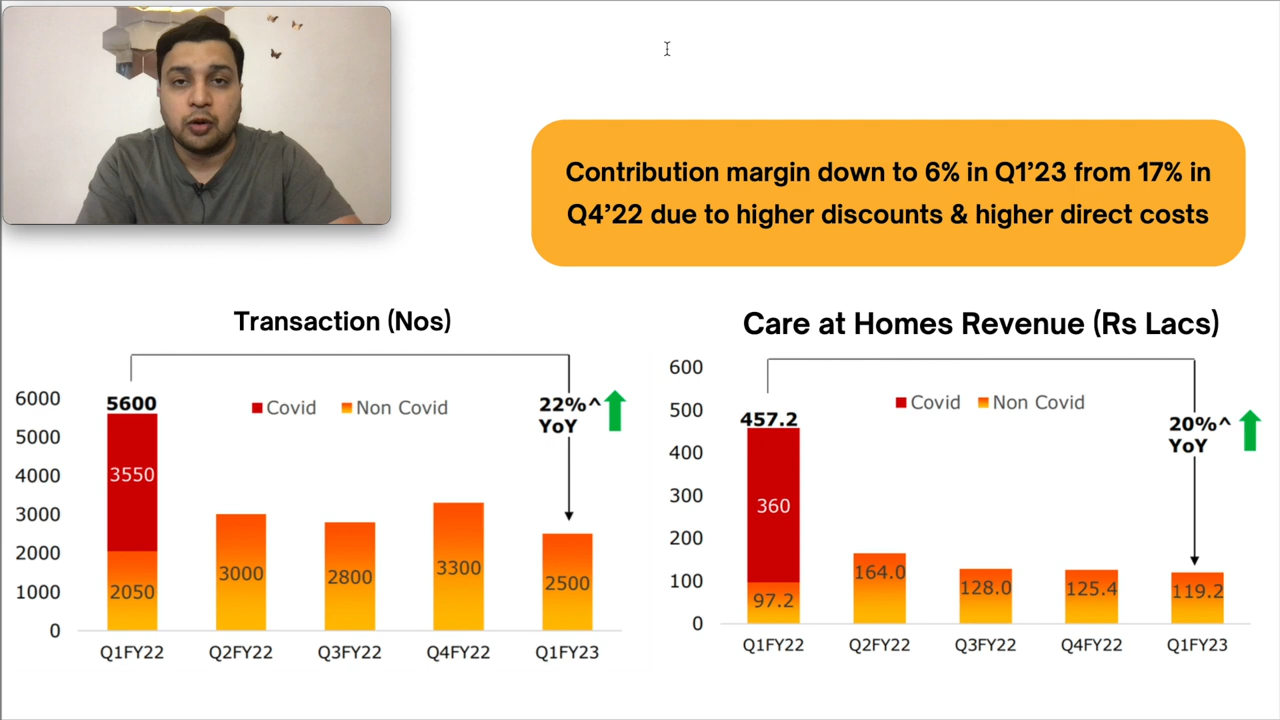 Contribution margin down to 6% in Q1’23 from 17% in
Q4’22 due to higher discounts & higher direct costs
Transaction (Nos)
6000
5000
4000
3000
2000
1000
0
5600
3550
2050
3000
2800
3300
2500
Covid
Non Covid
22%^
YoY
Q1FY22
Q2FY22
Q3FY22
Q4FY22
Q1FY23
Care at Homes Revenue (Rs Lacs)
600
500
400
300
200
100
0
457.2
360
97.2
164.0
128.0
125.4
119.2
Covid
Non Covid
20%^
YoY
Q1FY22
Q2FY22
Q3FY22
Q4FY22
Q1FY23